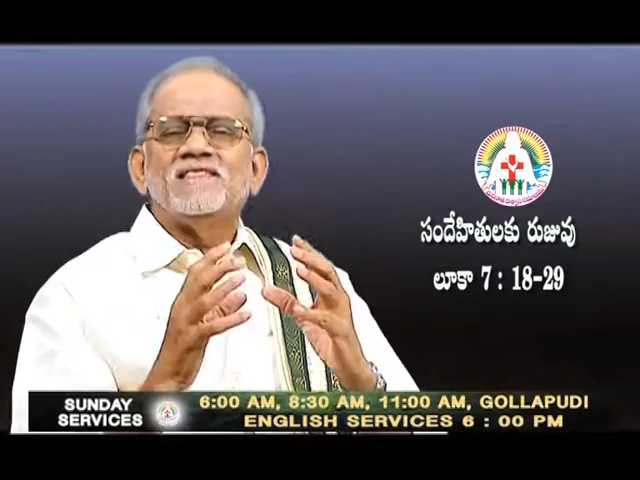 సందేహితులకు రుజువు
లూకా 7 : 18-29
SUNDAY
SERVICES
6:00 AM, 8:30 AM, 11:00 AM, GOLLAPUDI
ENGLISH SERVICES 6 : 00 PM